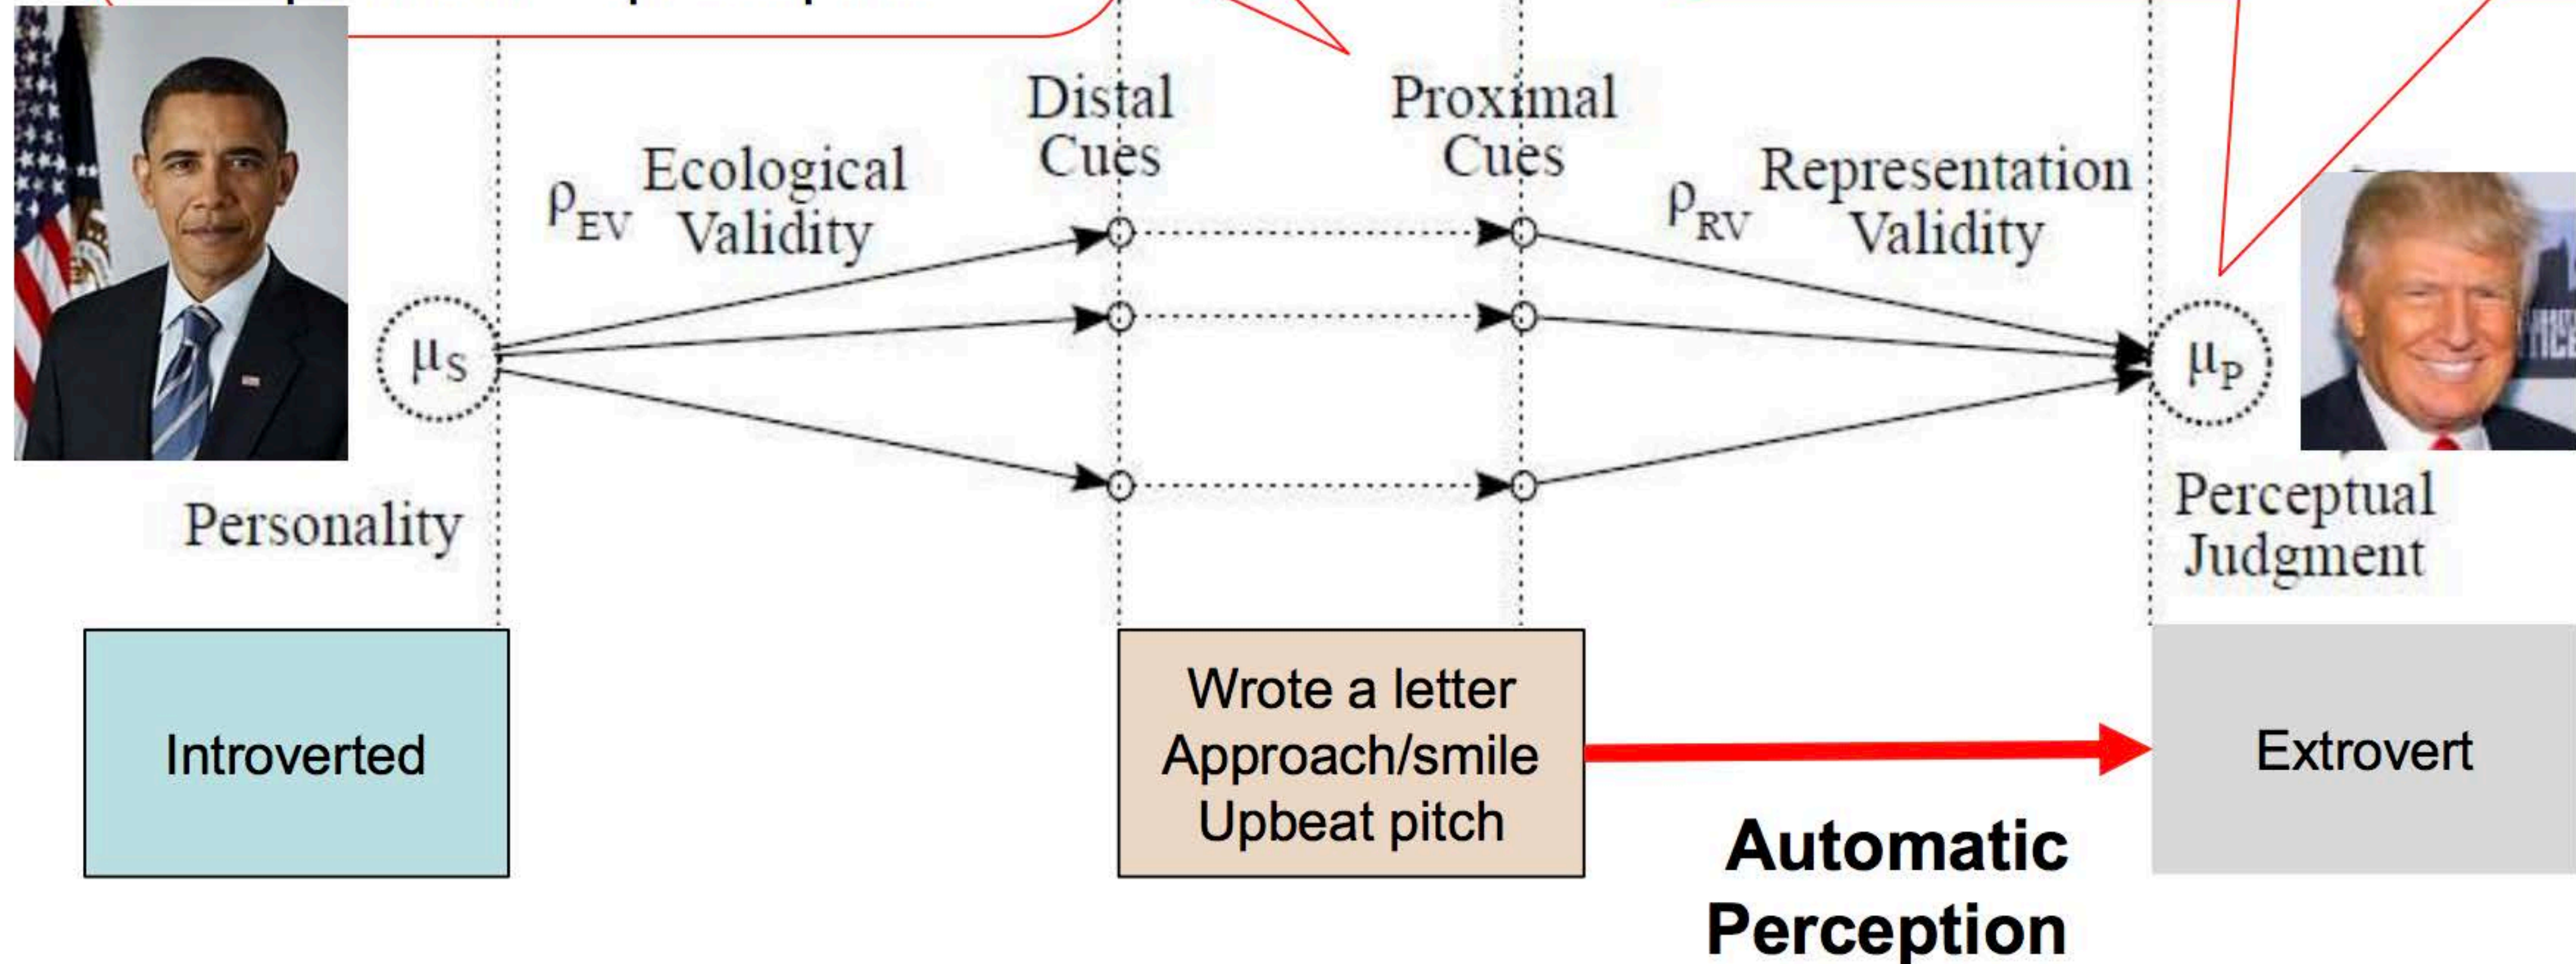 Distal
Cues
Proximal
Cues
ρEV
Ecological
Validity
ρRV
Representation
Validity
μS
μP
Personality
Perceptual
Judgment
Introverted
Wrote a letter
Approach/smile
Upbeat pitch
Extrovert
Automatic
Perception